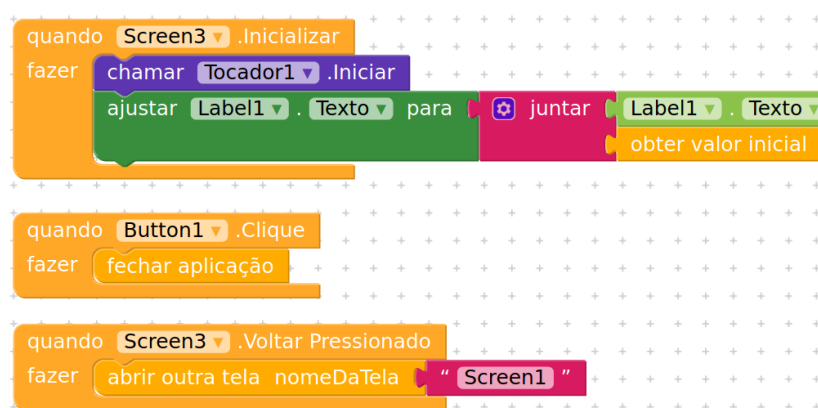 quando Screen3 .Inicializar
fazer chamar Tocador1 .Iniciar
ajustar Label1 . Texto para juntar Label1 . Texto
obter valor inicial
quando Button1 .Clique
fazer fechar aplicação
quando Screen3 .Voltar Pressionado
fazer abrir outra tela nomeDaTela “ Screen1 ”